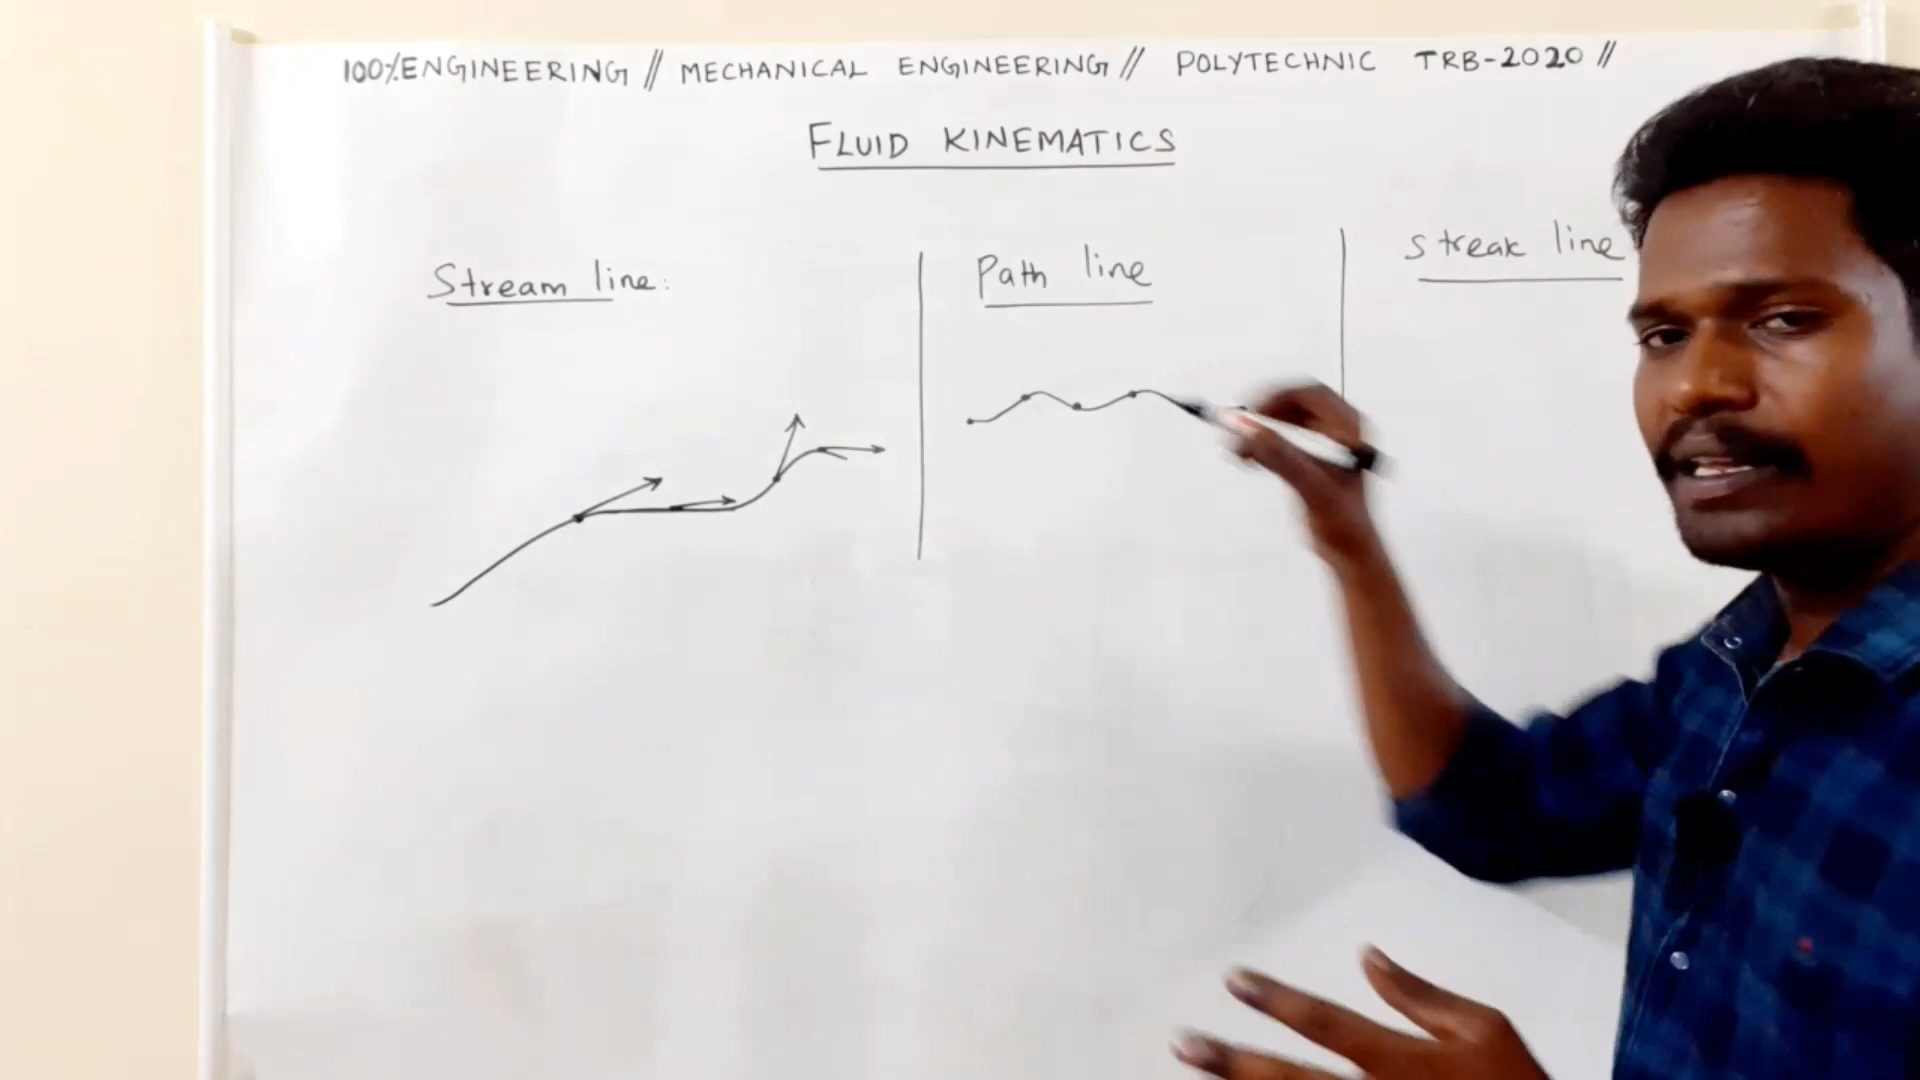 100%ENGINEERING // MECHANICAL ENGINEERING // POLYTECHNIC TRB-2020 //
FLUID KINEMATICS
Stream line:
Path line
Streak line